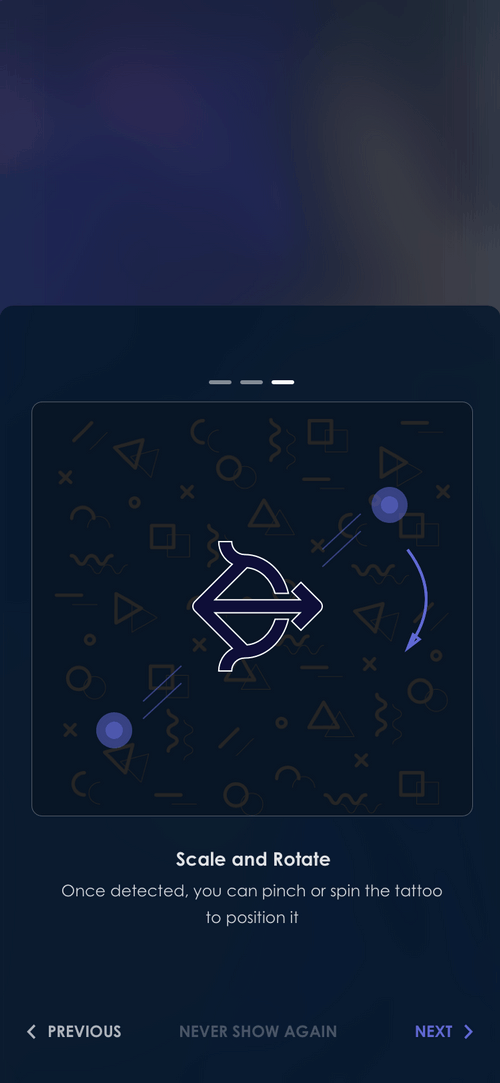 Scale and Rotate
Once detected, you can pinch or spin the tattoo
to position it
PREVIOUS
NEVER SHOW AGAIN
NEXT